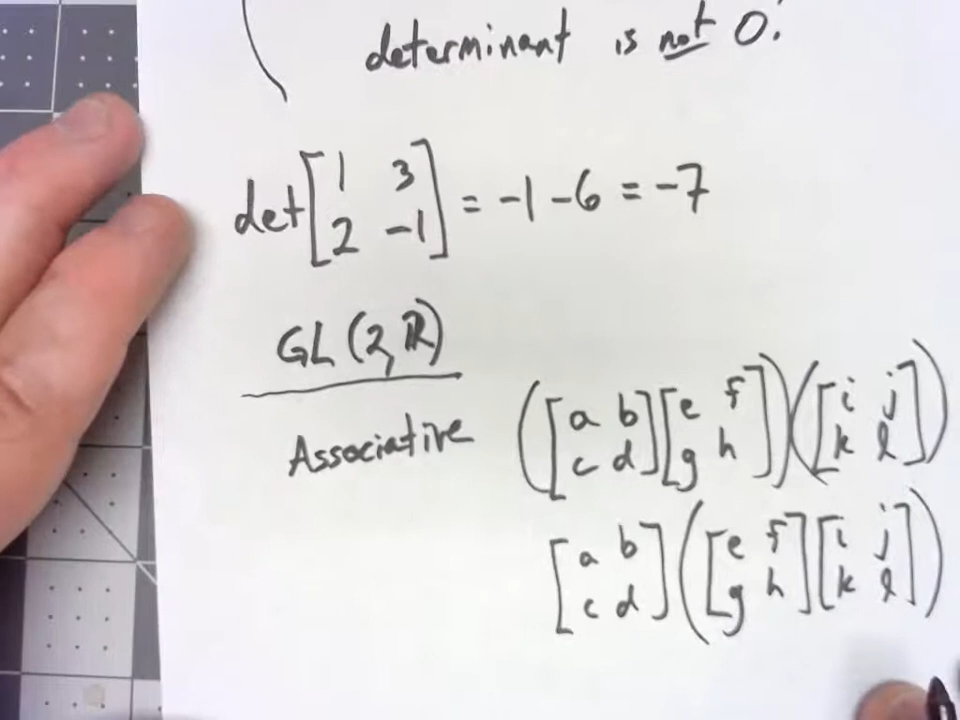 determinant is not 0.
det[1 3 2 -1] = -1 - 6 = -7
GL(2, ℝ)
Associative ([a b c d][e f g h])([i j k l])
[a b c d]([e f g h][i j k l])